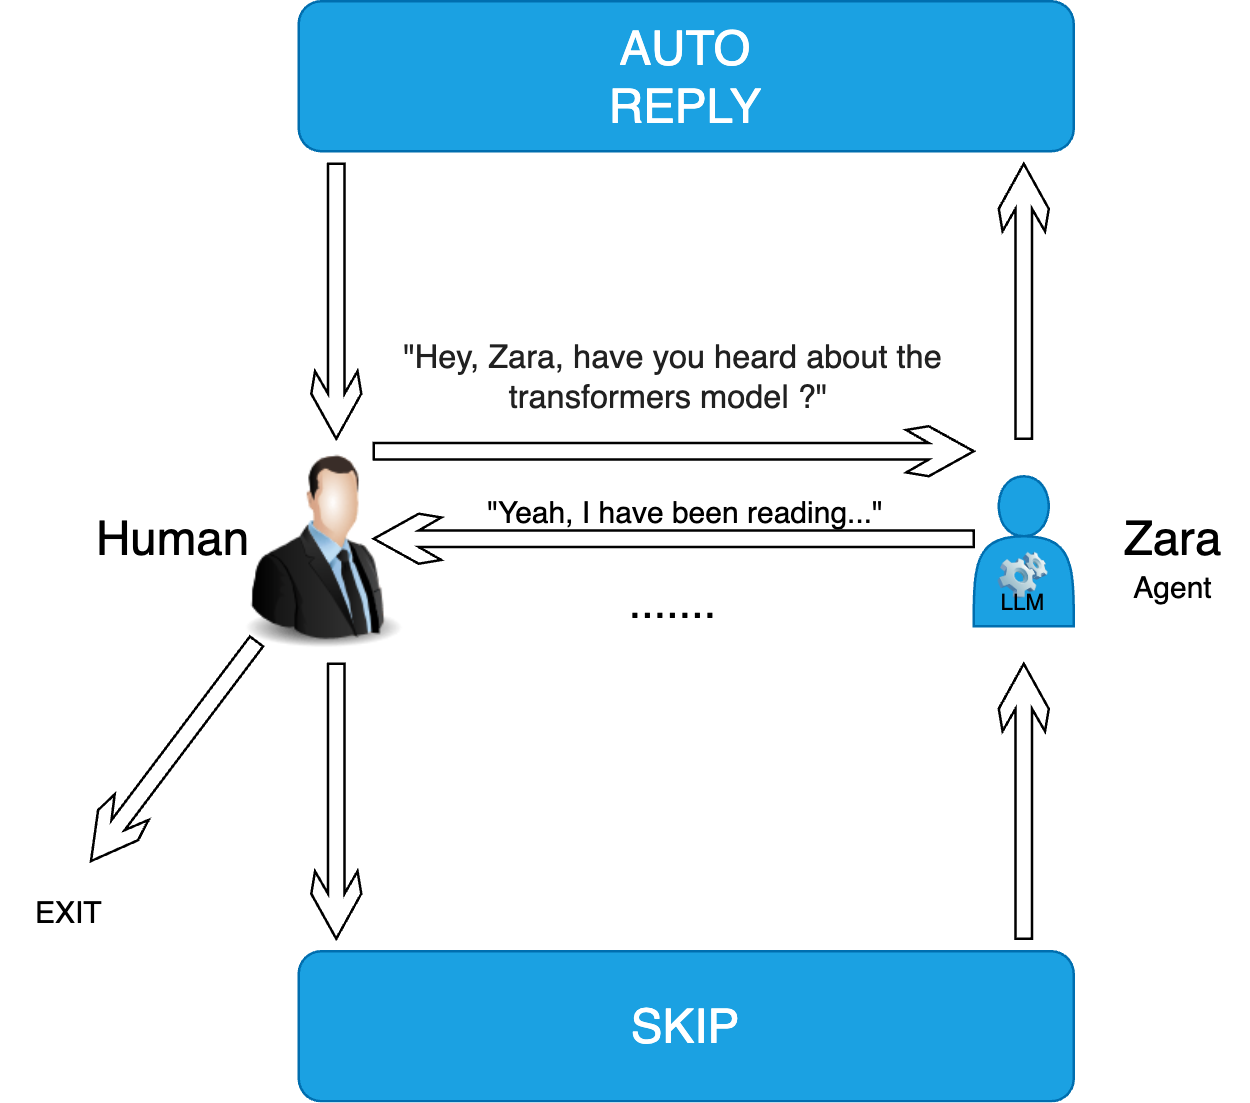 AUTO
REPLY
"Hey, Zara, have you heard about the
transformers model ?"
"Yeah, I have been reading..."
Human
Zara
Agent
LLM
.......
EXIT
SKIP